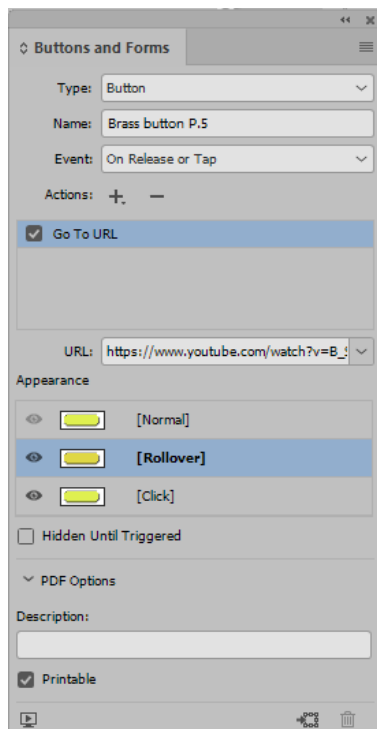 Buttons and Forms
Type: Button
Name: Brass button P.5
Event: On Release or Tap
Actions:
Go To URL
URL: https://www.youtube.com/watch?v=B_
Appearance
[Normal]
[Rollover]
[Click]
Hidden Until Triggered
PDF Options
Description:
Printable